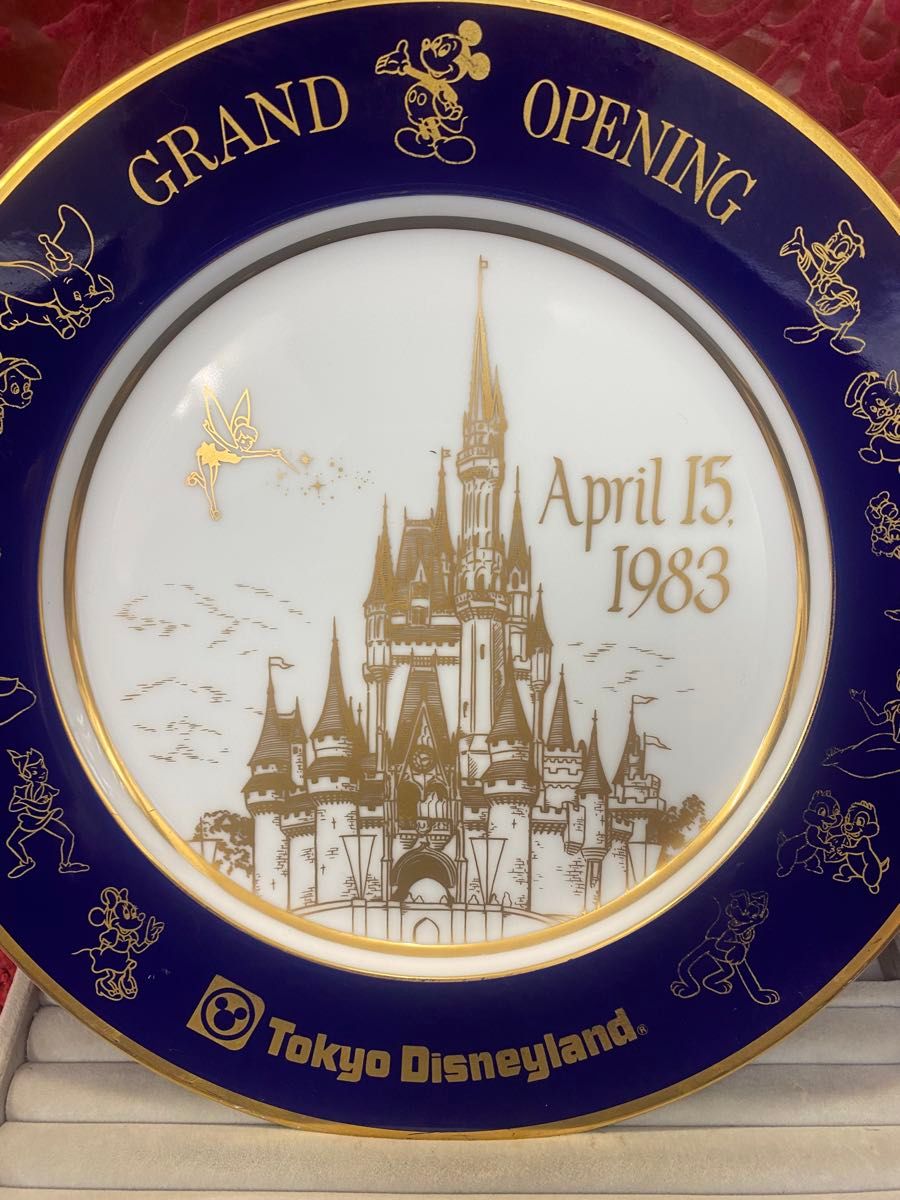 GRAND OPENING
April 15,
1983
Tokyo Disneyland®